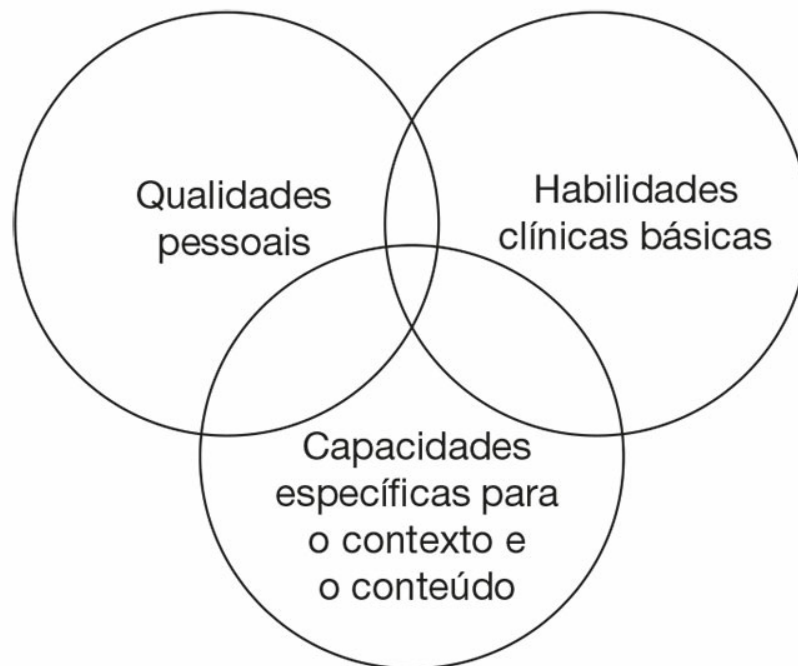 Qualidades
pessoais
Habilidades
clínicas básicas
Capacidades
específicas para
o contexto e
o conteúdo